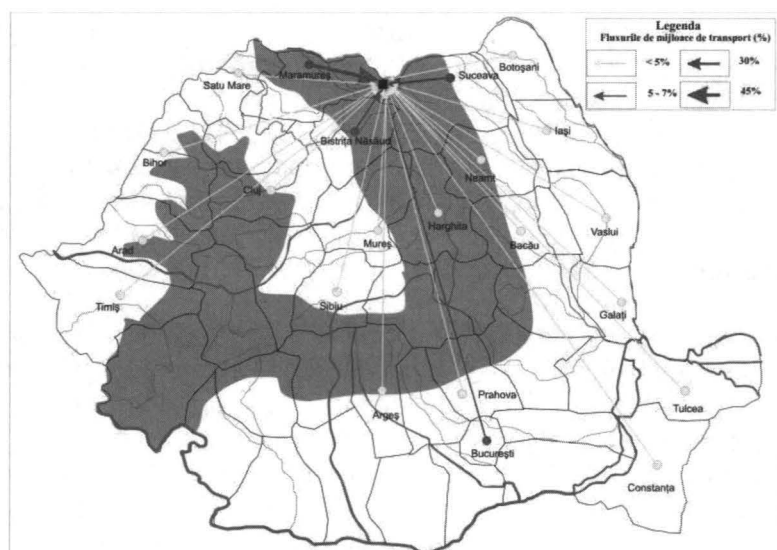 Legenda
Fluxurile de mijloace de transport (%)
< 5%
30%
5 - 7%
45%
Maramureș
Satu Mare
Suceava
Botoșani
Bistrița Năsăud
Iași
Bihor
Cluj
Neamț
Harghita
Mureș
Bacău
Vaslui
Arad
Timiș
Sibiu
Galați
Argeș
Prahova
Tulcea
București
Constanța